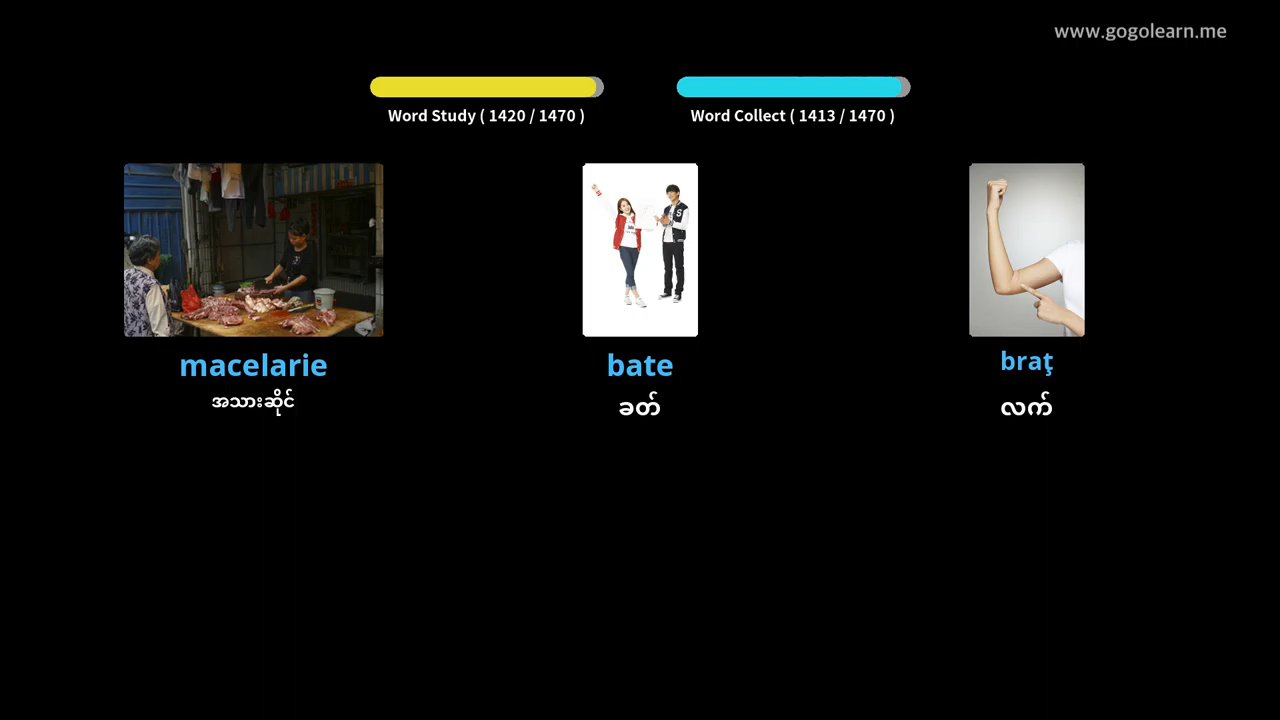 www.gogolearn.me
Word Study ( 1420 / 1470 )
Word Collect ( 1413 / 1470 )
macelarie
bate
braţ
အသားဆိုင်
ခတ်
လက်